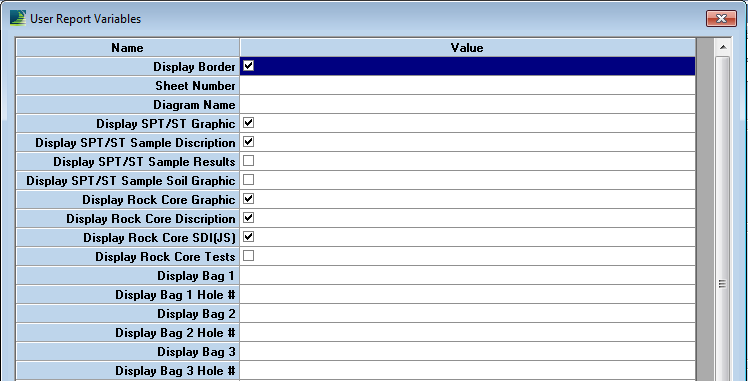 User Report Variables
Name Value
Display Border
Sheet Number
Diagram Name
Display SPT/ST Graphic
Display SPT/ST Sample Discription
Display SPT/ST Sample Results
Display SPT/ST Sample Soil Graphic
Display Rock Core Graphic
Display Rock Core Discription
Display Rock Core SDI(JS)
Display Rock Core Tests
Display Bag 1
Display Bag 1 Hole #
Display Bag 2
Display Bag 2 Hole #
Display Bag 3
Display Bag 3 Hole #